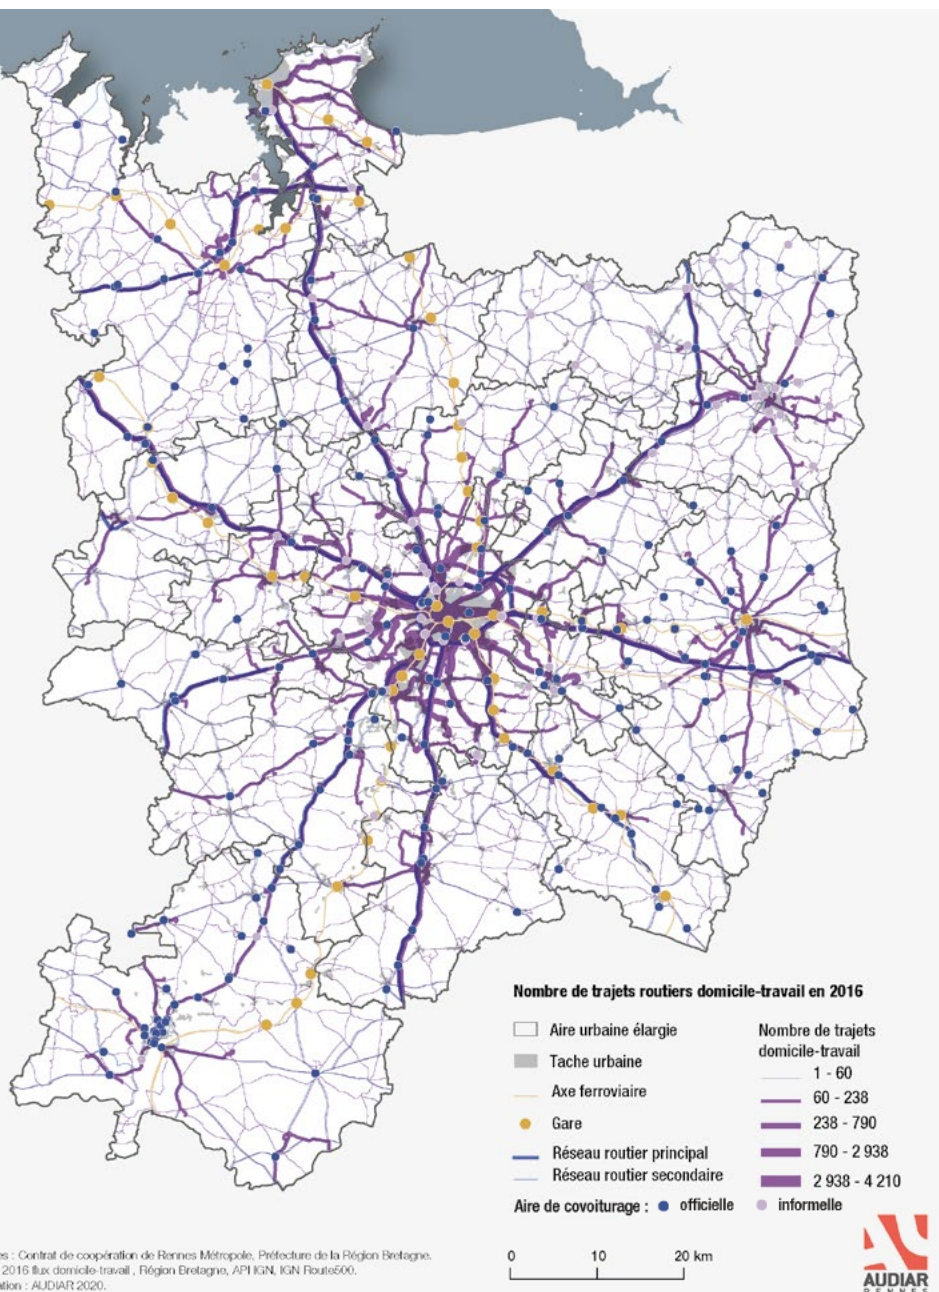 Nombre de trajets routiers domicile-travail en 2016
Aire urbaine élargie
Tache urbaine
Axe ferroviaire
Gare
Réseau routier principal
Réseau routier secondaire
Nombre de trajets
domicile-travail
1 - 60
60 - 238
238 - 790
790 - 2 938
2 938 - 4 210
Aire de covoiturage : officielle informelle
es : Contrat de coopération de Rennes Métropole, Préfecture de la Région Bretagne.
2016 flux domicile-travail , Région Bretagne, API IGN, IGN Route500.
ation : AUDIAR 2020.
0 10 20 km
AUDIAR
RENNES